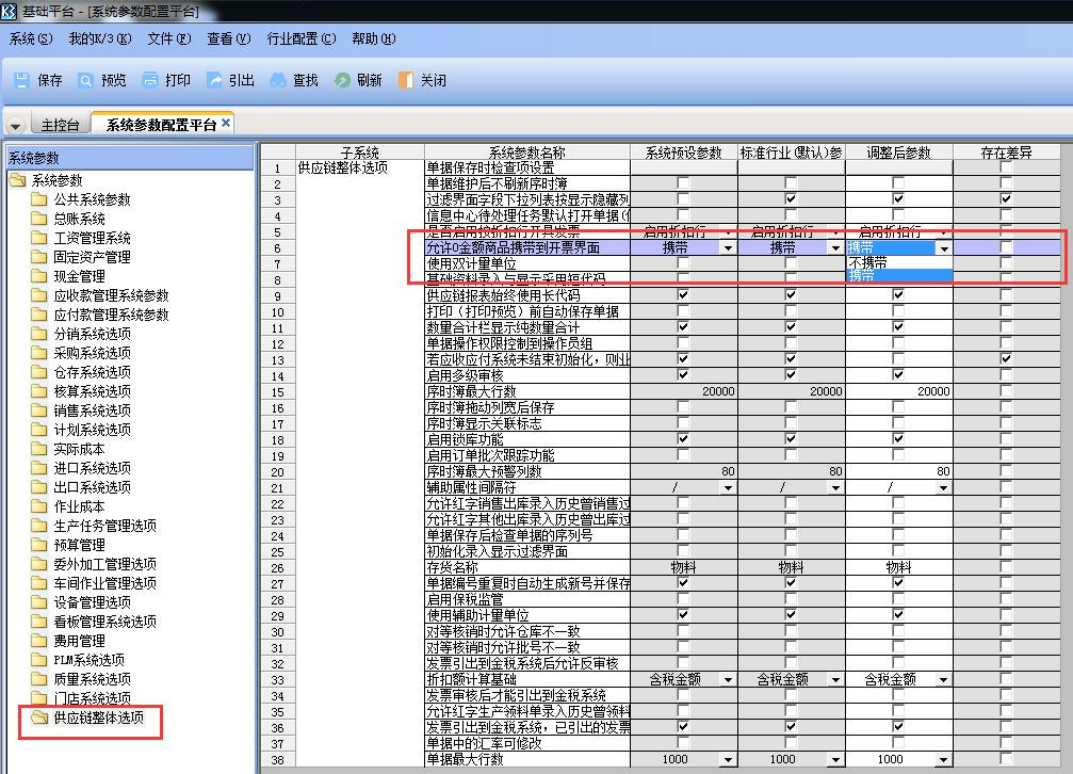 基础平台 - [系统参数配置平台]
系统(S) 我的K/3(K) 文件(F) 查看(V) 行业配置(C) 帮助(H)
保存 预览 打印 引出 查找 刷新 关闭
主控台 系统参数配置平台
系统参数
系统参数
公共系统参数
总账系统
工资管理系统
固定资产管理
现金管理
应收款管理系统参数
应付款管理系统参数
分销系统选项
采购系统选项
仓存系统选项
核算系统选项
销售系统选项
计划系统选项
实际成本
进口系统选项
出口系统选项
作业成本
生产任务管理选项
预算管理
委外加工管理选项
车间作业管理选项
设备管理选项
看板管理系统选项
费用管理
PLM系统选项
质量系统选项
门店系统选项
供应链整体选项
子系统 系统参数名称 系统预设参数 标准行业(默认)参 调整后参数 存在差异
1 供应链整体选项 单据保存时检查项设置
2 单据维护后不刷新序时簿
3 过滤界面字段下拉列表按显示隐藏列
4 信息中心待处理任务默认打开单据(
5 是否启用按折扣行开具发票 启用折扣行 启用折扣行 启用折扣行
6 允许0金额商品携带到开票界面 携带 携带 携带
不携带
携带
7 使用双计量单位
8 基础资料录入与显示采用短代码
9 供应链报表始终使用长代码
10 打印（打印预览）前自动保存单据
11 数量合计栏显示纯数量合计
12 单据操作权限控制到操作员组
13 若应收应付系统未结束初始化，则业
14 启用多级审核
15 序时簿最大行数 20000 20000 20000
16 序时簿拖动列宽后保存
17 序时簿显示关联标志
18 启用锁库功能
19 启用订单批次跟踪功能
20 序时簿最大预警列数 80 80 80
21 辅助属性间隔符 / / /
22 允许红字销售出库录入历史曾销售过
23 允许红字其他出库录入历史曾出库过
24 单据保存后检查单据的序列号
25 初始化录入显示过滤界面
26 存货名称 物料 物料 物料
27 单据编号重复时自动生成新号并保存
28 启用保税监管
29 使用辅助计量单位
30 对等核销时允许仓库不一致
31 对等核销时允许批号不一致
32 发票引出到金税系统后允许反审核
33 折扣额计算基础 含税金额 含税金额 含税金额
34 发票审核后才能引出到金税系统
35 允许红字生产领料单录入历史曾领料
36 发票引出到金税系统，已引出的发票
37 单据中的汇率可修改
38 单据最大行数 1000 1000 1000